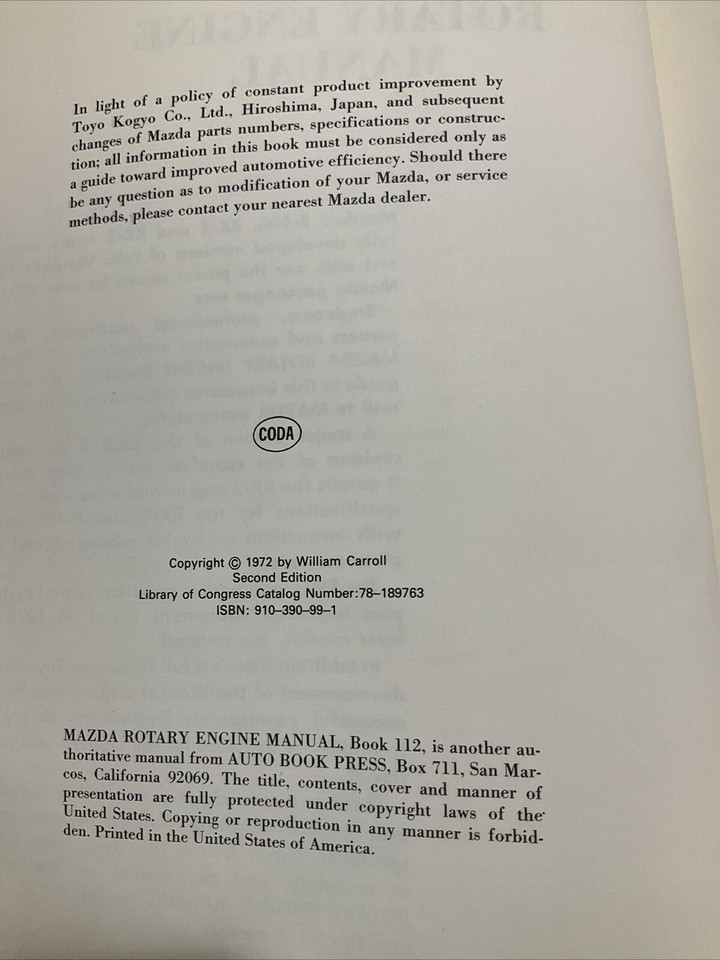 In light of a policy of constant product improvement by
Toyo Kogyo Co., Ltd., Hiroshima, Japan, and subsequent
changes of Mazda parts numbers, specifications or construc-
tion; all information in this book must be considered only as
a guide toward improved automotive efficiency. Should there
be any question as to modification of your Mazda, or service
methods, please contact your nearest Mazda dealer.
CODA
Copyright © 1972 by William Carroll
Second Edition
Library of Congress Catalog Number:78–189763
ISBN: 910–390–99–1
MAZDA ROTARY ENGINE MANUAL, Book 112, is another au-
thoritative manual from AUTO BOOK PRESS, Box 711, San Mar-
cos, California 92069. The title, contents, cover and manner of
presentation are fully protected under copyright laws of the
United States. Copying or reproduction in any manner is forbid-
den. Printed in the United States of America.